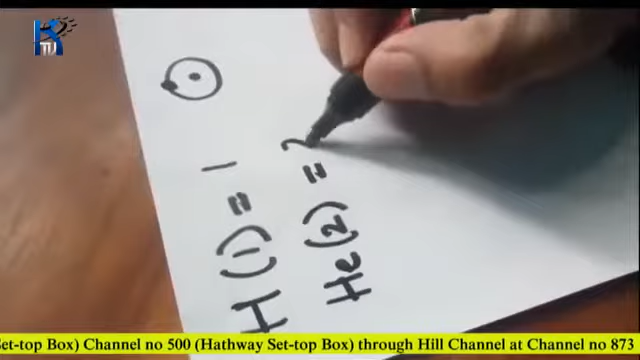 H(1) = 1
He(2) =
Set-top Box) Channel no 500 (Hathway Set-top Box) through Hill Channel at Channel no 873